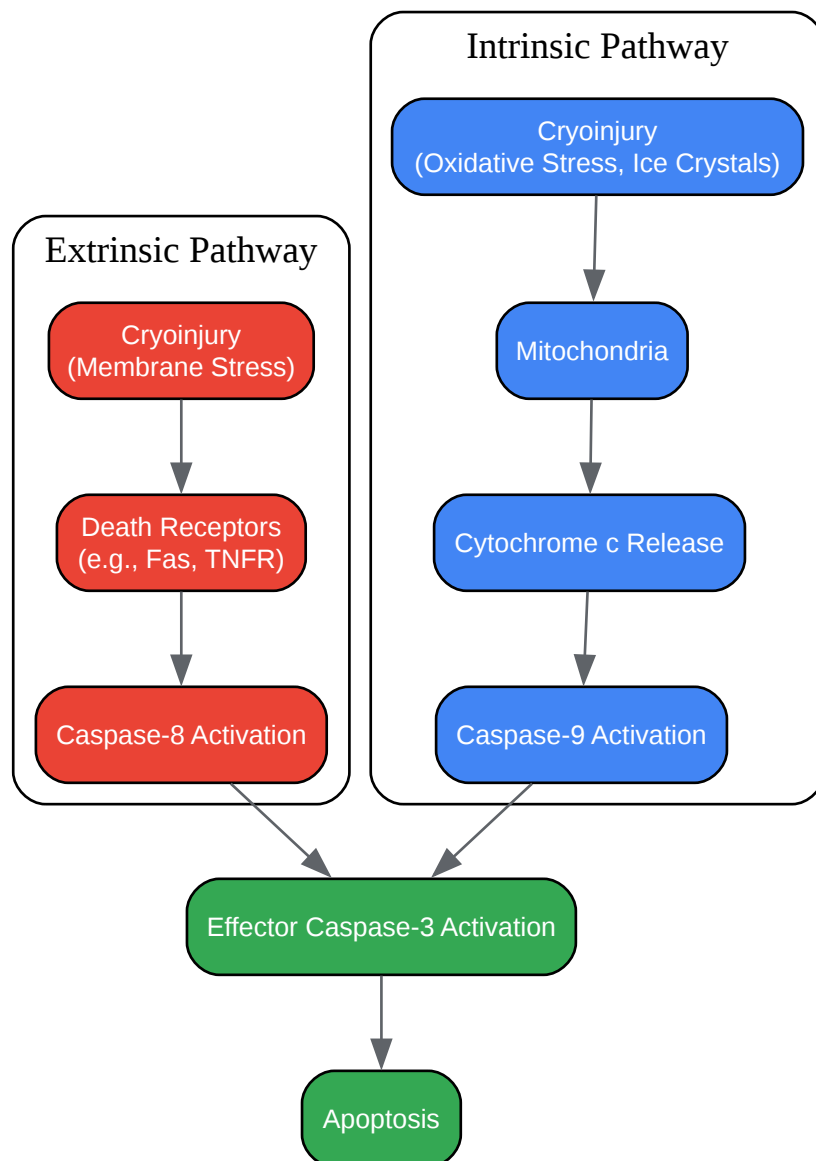 Extrinsic Pathway
Cryoinjury
(Membrane Stress)
Death Receptors
(e.g., Fas, TNFR)
Caspase-8 Activation
Intrinsic Pathway
Cryoinjury
(Oxidative Stress, Ice Crystals)
Mitochondria
Cytochrome c Release
Caspase-9 Activation
Effector Caspase-3 Activation
Apoptosis